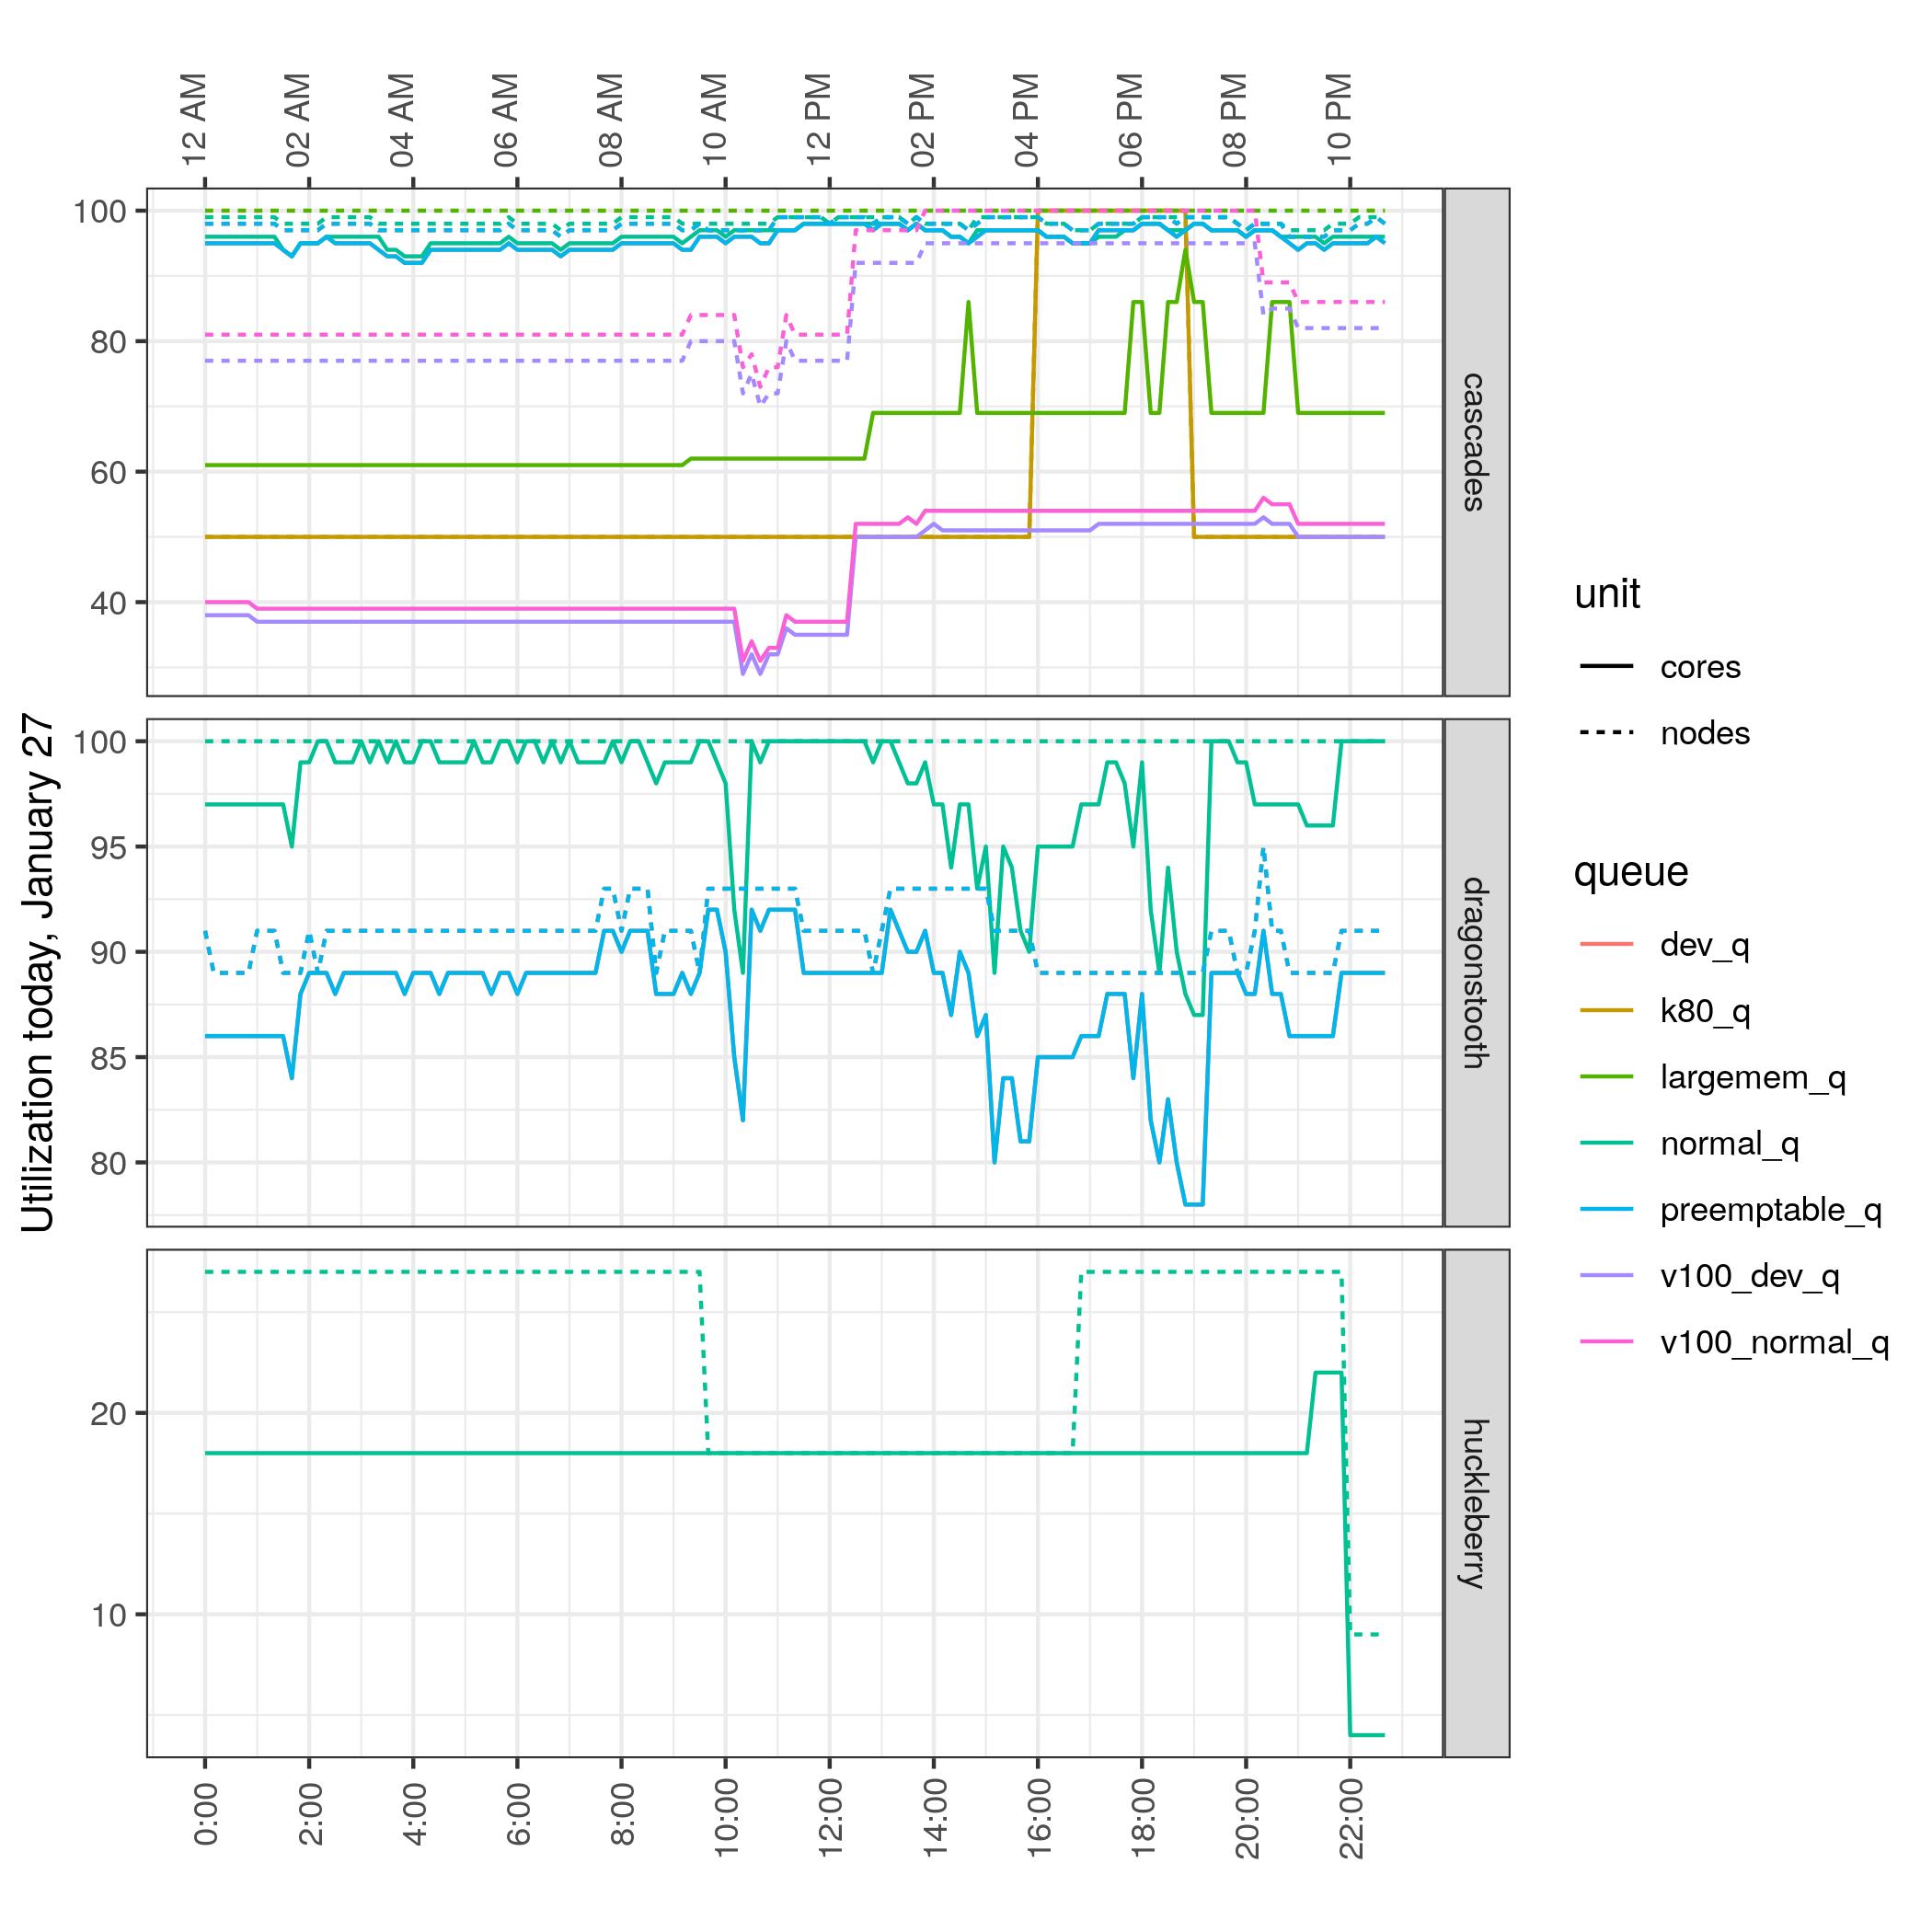 12 AM
02 AM
04 AM
06 AM
08 AM
10 AM
12 PM
02 PM
04 PM
06 PM
08 PM
10 PM
Utilization today, January 27
100
80
60
40
cascades
100
95
90
85
80
dragonstooth
20
10
huckleberry
0:00
2:00
4:00
6:00
8:00
10:00
12:00
14:00
16:00
18:00
20:00
22:00
unit
cores
nodes
queue
dev_q
k80_q
largemem_q
normal_q
preemptable_q
v100_dev_q
v100_normal_q